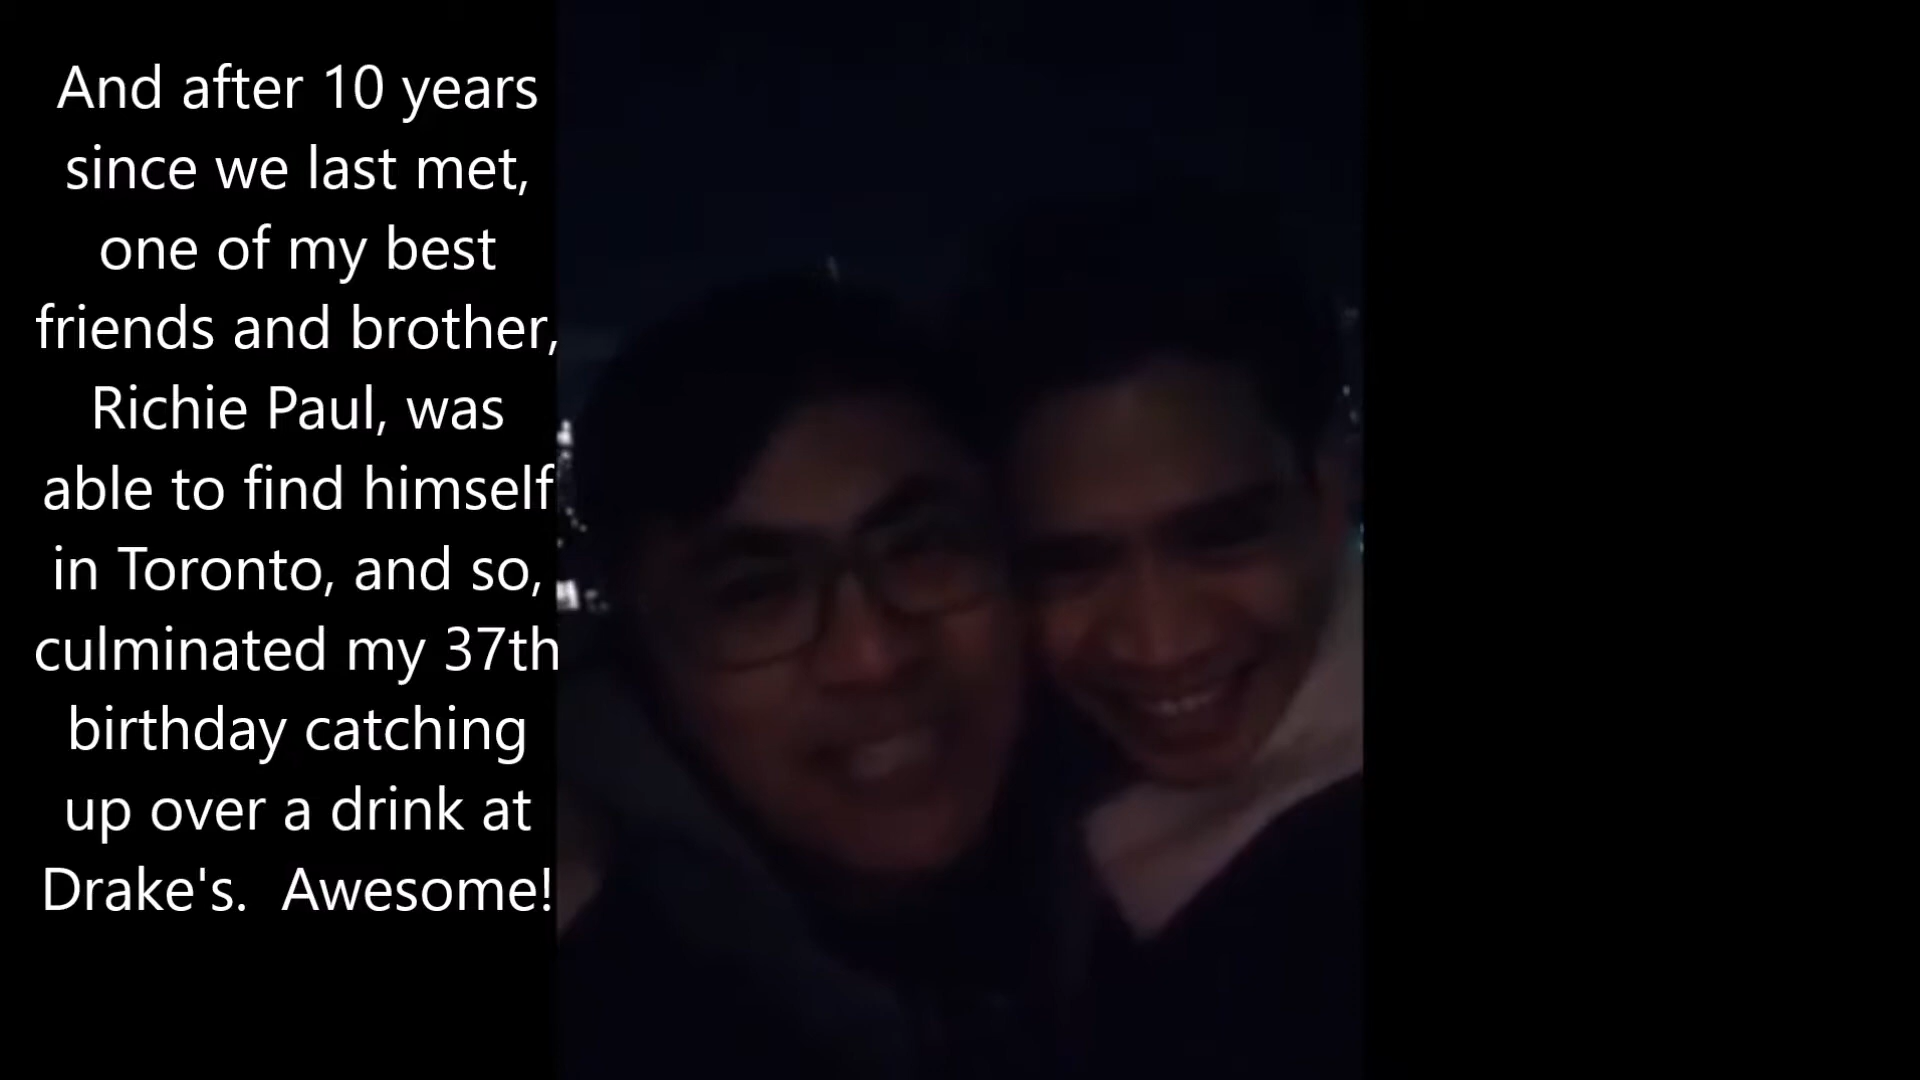 And after 10 years
since we last met,
one of my best
friends and brother,
Richie Paul, was
able to find himself
in Toronto, and so,
culminated my 37th
birthday catching
up over a drink at
Drake's.  Awesome!